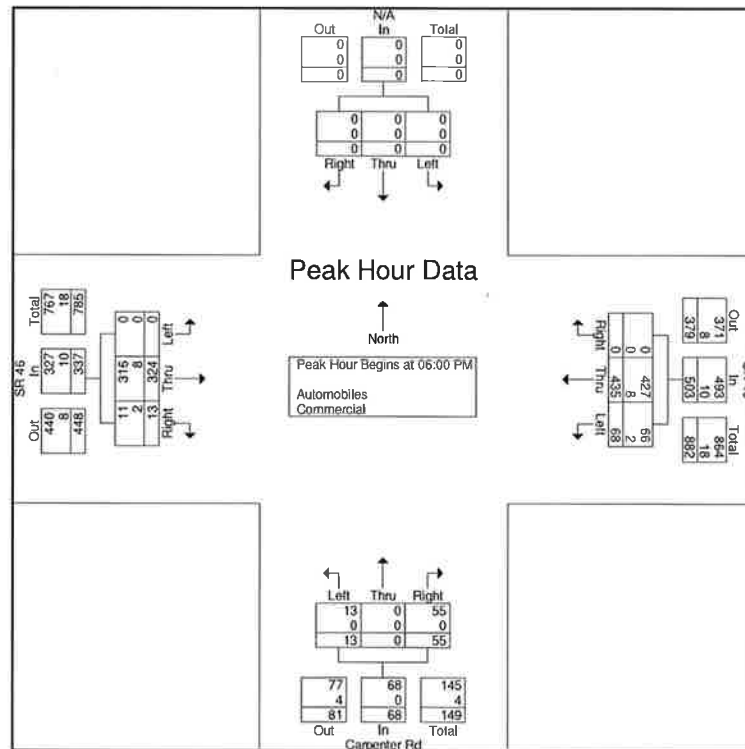 N/A
Out In Total
0 0 0
0 0 0
0 0 0
0 0 0
0 0 0
0 0 0
Right Thru Left
Peak Hour Data
North
Peak Hour Begins at 06:00 PM
Automobiles
Commercial
SR 46
Total In Out
767 327 440
18 10 8
785 337 448
0 316 11
0 8 2
0 324 13
Left Thru Right
Out In Total
371 493 864
8 10 18
379 503 882
0 427 66
0 8 2
0 435 68
Right Thru Left
Left Thru Right
13 0 55
0 0 0
13 0 55
77 68 145
4 0 4
81 68 149
Out In Total
Carpenter Rd